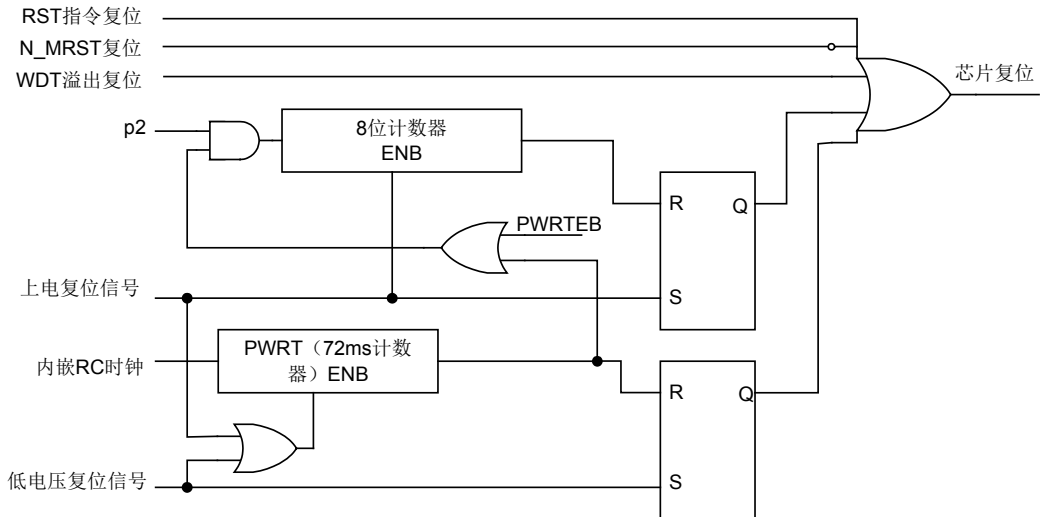 RST指令复位
N_MRST复位
WDT溢出复位
芯片复位
p2
8位计数器
ENB
R
Q
PWRTEB
上电复位信号
S
内嵌RC时钟
PWRT（72ms计数
器）ENB
R
Q
低电压复位信号
S